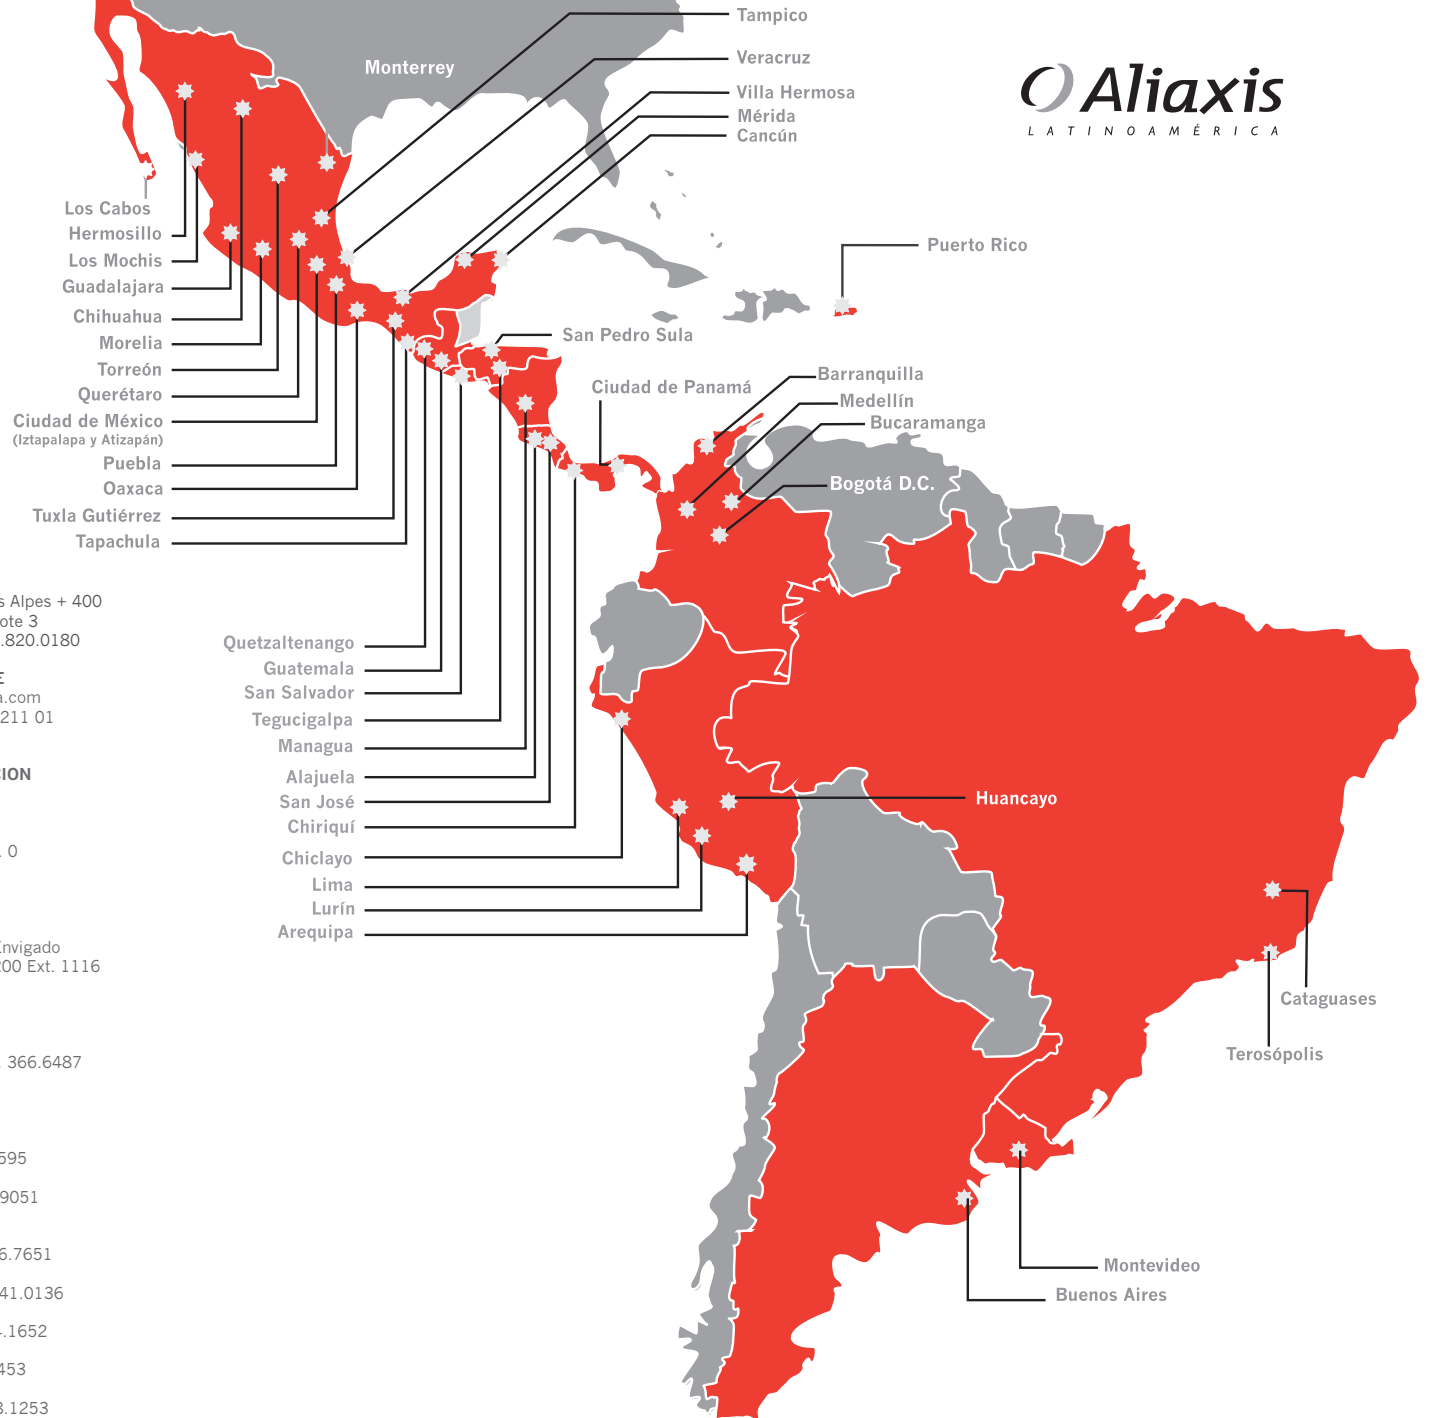 Tampico
Monterrey
Veracruz
Villa Hermosa
Mérida
Cancún
Aliaxis
LATINOAMÉRICA
Los Cabos
Hermosillo
Los Mochis
Guadalajara
Chihuahua
Morelia
Torreón
Querétaro
Ciudad de México
(Iztapalapa y Atizapán)
Puebla
Oaxaca
Tuxla Gutiérrez
Tapachula
Puerto Rico
San Pedro Sula
Ciudad de Panamá
Barranquilla
Medellín
Bucaramanga
Bogotá D.C.
s Alpes + 400
ote 3
.820.0180
E
a.com
211 01
CION
. 0
Envigado
200 Ext. 1116
. 366.6487
595
9051
6.7651
41.0136
4.1652
453
3.1253
Quetzaltenango
Guatemala
San Salvador
Tegucigalpa
Managua
Alajuela
San José
Chiriquí
Chiclayo
Lima
Lurín
Arequipa
Huancayo
Cataguases
Terosópolis
Montevideo
Buenos Aires